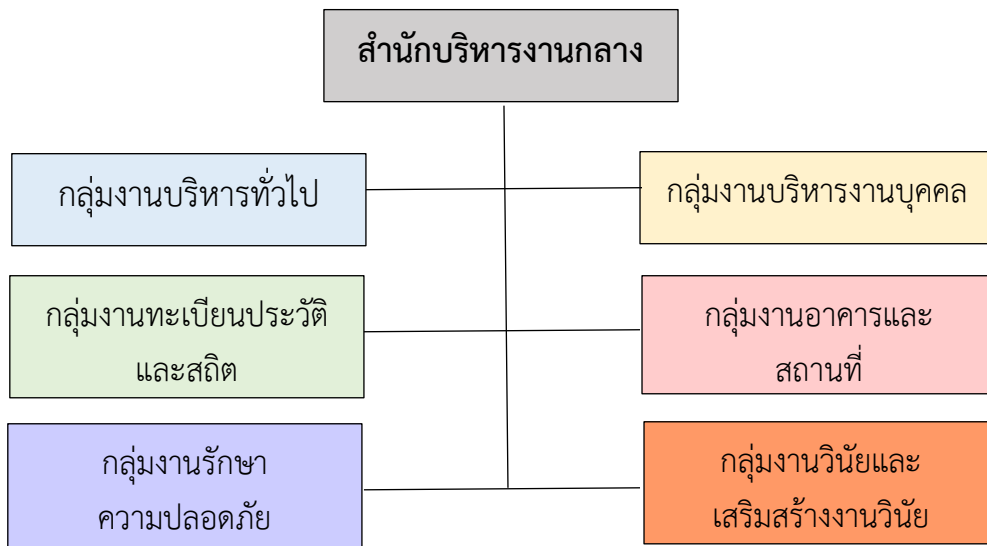 สำนักบริหารงานกลาง
กลุ่มงานบริหารทั่วไป
กลุ่มงานบริหารงานบุคคล
กลุ่มงานทะเบียนประวัติ
และสถิต
กลุ่มงานอาคารและ
สถานที่
กลุ่มงานรักษา
ความปลอดภัย
กลุ่มงานวินัยและ
เสริมสร้างงานวินัย